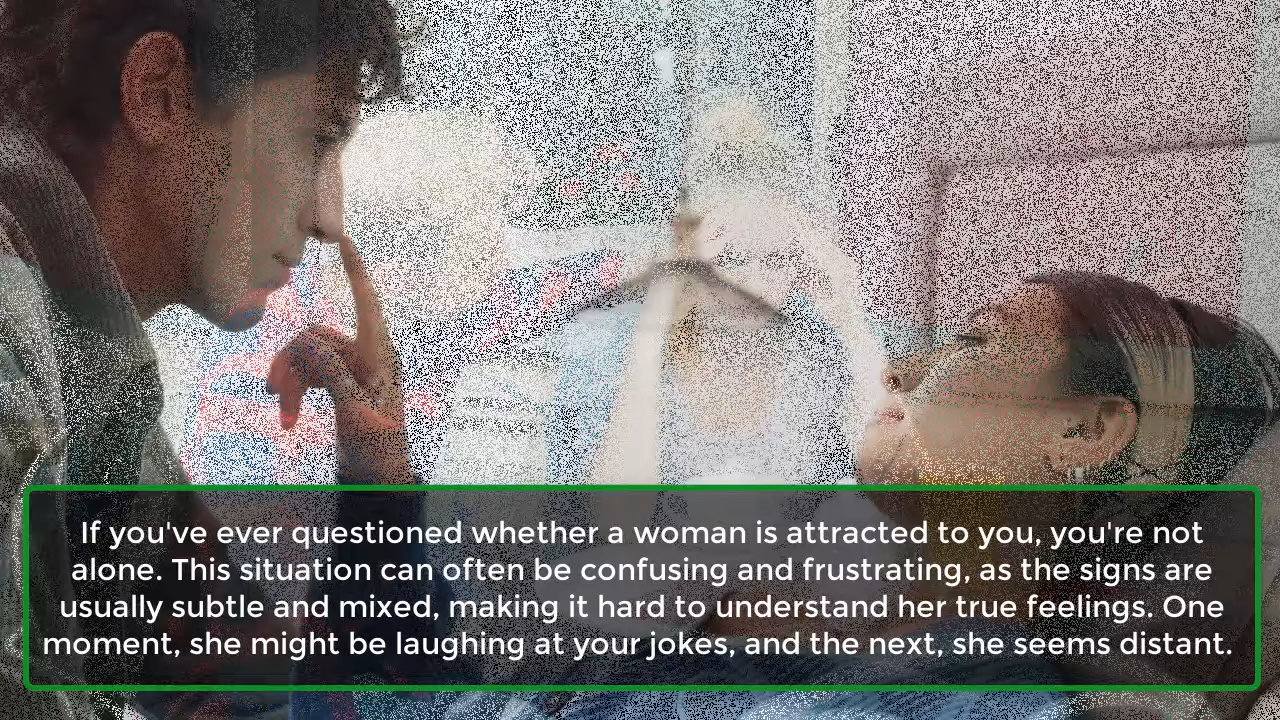 If you've ever questioned whether a woman is attracted to you, you're not
alone. This situation can often be confusing and frustrating, as the signs are
usually subtle and mixed, making it hard to understand her true feelings. One
moment, she might be laughing at your jokes, and the next, she seems distant.